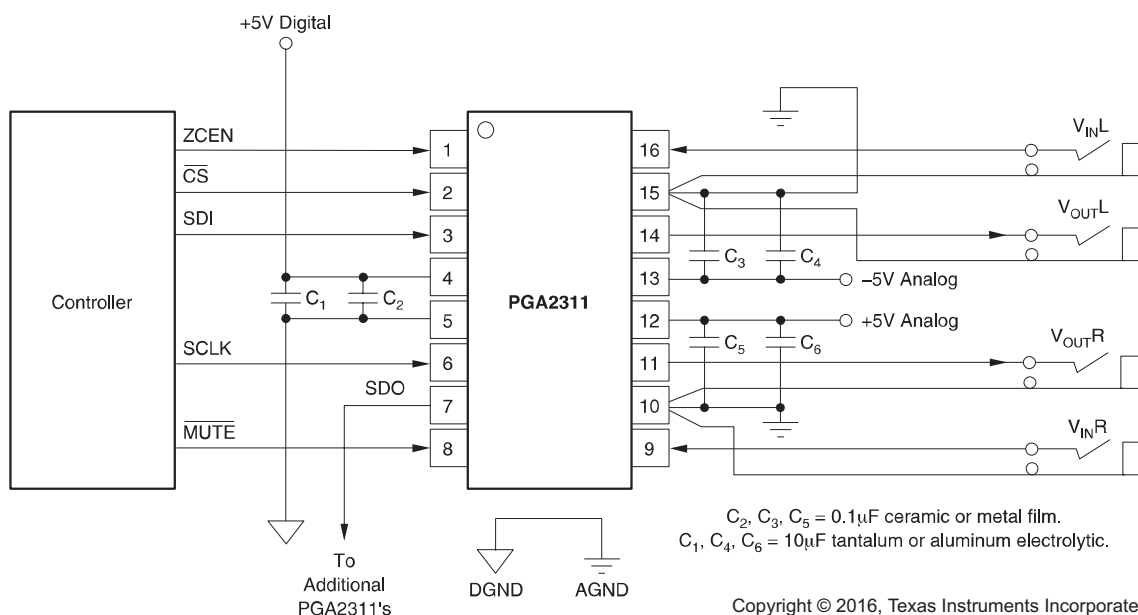 +5V Digital
Controller
ZCEN
CS
SDI
SCLK
SDO
MUTE
C1
C2
1
2
3
4
5
6
7
8
PGA2311
16
15
14
13
12
11
10
9
VINL
VOUTL
C3
C4
–5V Analog
+5V Analog
C5
C6
VOUTR
VINR
To
Additional
PGA2311's
DGND
AGND
C2, C3, C5 = 0.1μF ceramic or metal film.
C1, C4, C6 = 10μF tantalum or aluminum electrolytic.
Copyright © 2016, Texas Instruments Incorporate